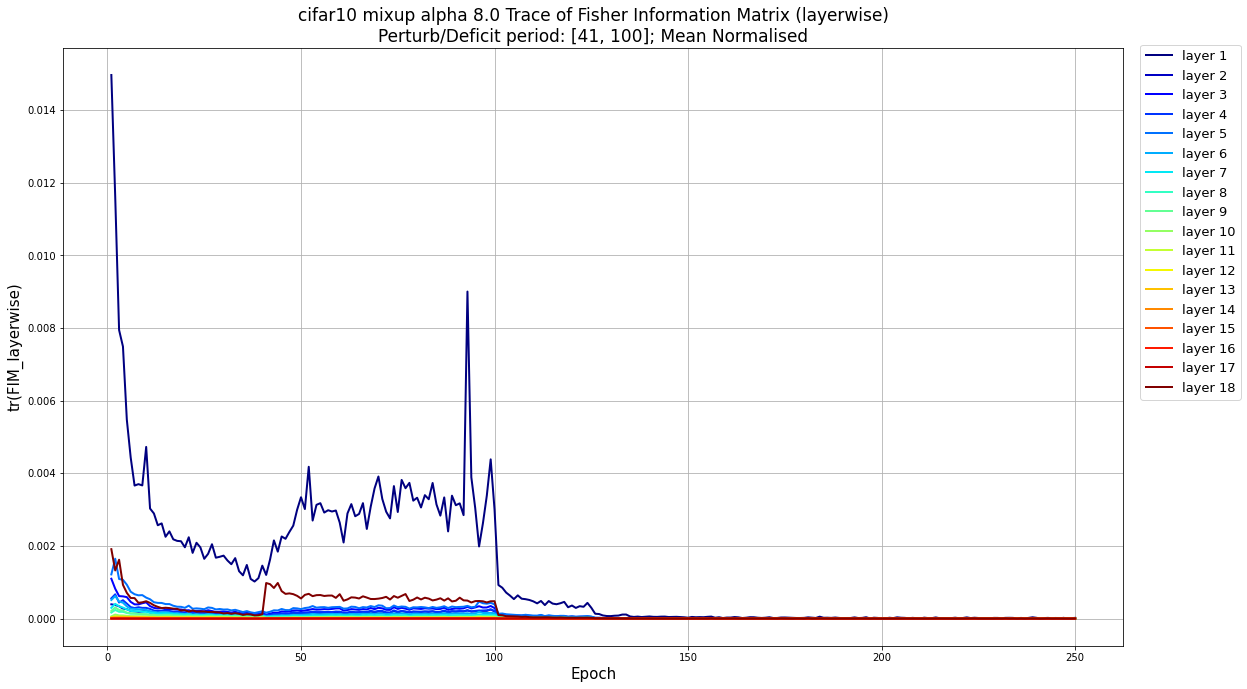 cifar10 mixup alpha 8.0 Trace of Fisher Information Matrix (layerwise)
Perturb/Deficit period: [41, 100]; Mean Normalised
tr(FIM_layerwise)
0.014
0.012
0.010
0.008
0.006
0.004
0.002
0.000
0
50
100
150
200
250
Epoch
layer 1
layer 2
layer 3
layer 4
layer 5
layer 6
layer 7
layer 8
layer 9
layer 10
layer 11
layer 12
layer 13
layer 14
layer 15
layer 16
layer 17
layer 18